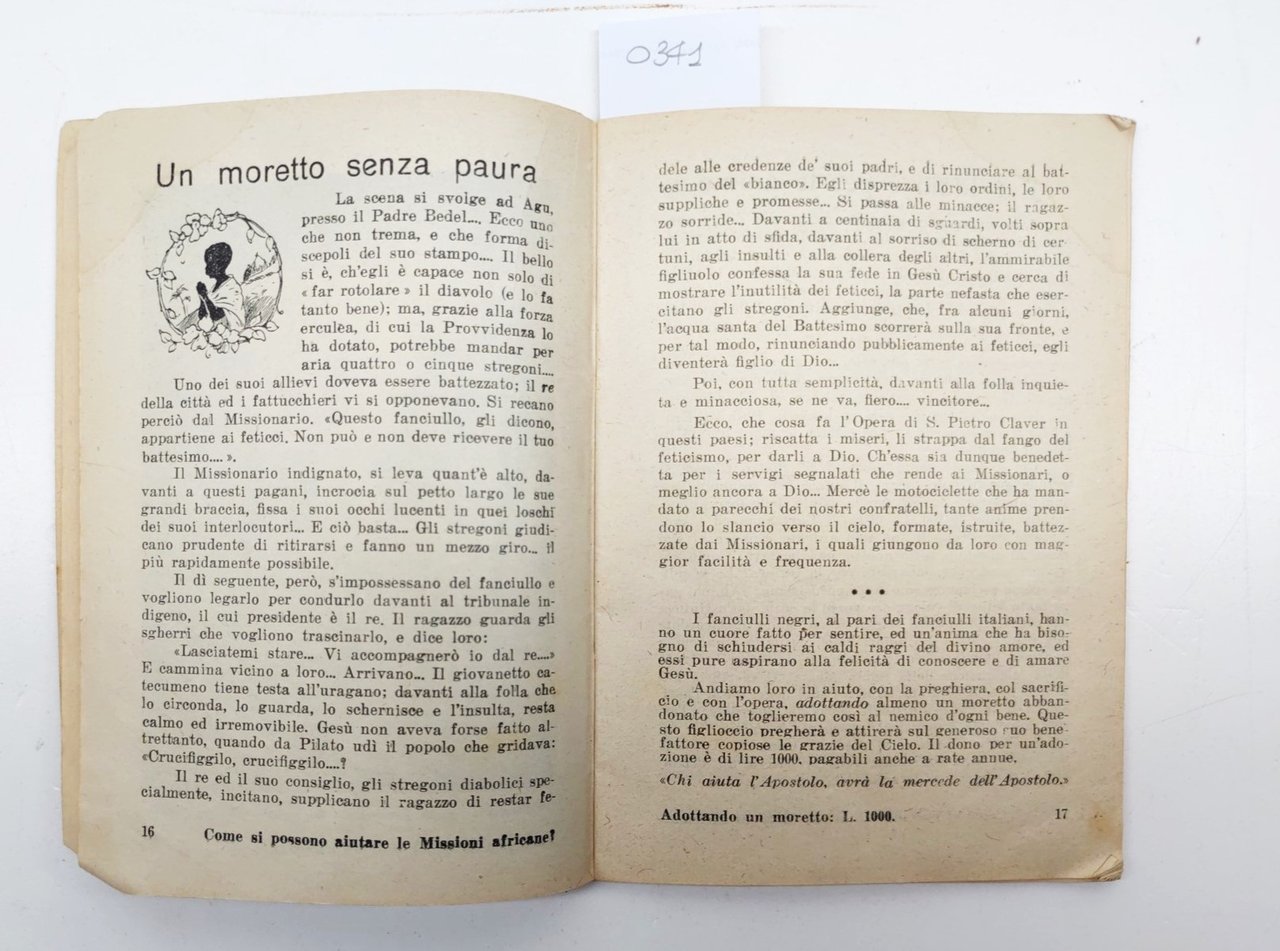 0341
Un moretto senza paura
La scena si svolge ad Agu,
presso il Padre Bedel.... Ecco uno
che non trema, e che forma di-
scepoli del suo stampo.... Il bello
si è, ch'egli è capace non solo di
« far rotolare » il diavolo (e lo fa
tanto bene); ma, grazie alla forza
erculea, di cui la Provvidenza lo
ha dotato, potrebbe mandar per
aria quattro o cinque stregoni....
Uno dei suoi allievi doveva essere battezzato; il re
della città ed i fattucchieri vi si opponevano. Si recano
perciò dal Missionario. «Questo fanciullo, gli dicono,
appartiene ai feticci. Non può e non deve ricevere il tuo
battesimo.... ».
Il Missionario indignato, si leva quant'è alto, da-
vanti a questi pagani, incrocia sul petto largo le sue
grandi braccia, fissa i suoi occhi lucenti in quei loschi
dei suoi interlocutori... E ciò basta... Gli stregoni giudi-
cano prudente di ritirarsi e fanno un mezzo giro... il
più rapidamente possibile.
Il dì seguente, però, s'impossessano del fanciullo e
vogliono legarlo per condurlo davanti al tribunale in-
digeno, il cui presidente è il re. Il ragazzo guarda gli
sgherri che vogliono trascinarlo, e dice loro:
«Lasciatemi stare... Vi accompagnerò io dal re....»
E cammina vicino a loro... Arrivano... Il giovanetto ca-
tecumeno tiene testa all'uragano; davanti alla folla che
lo circonda, lo guarda, lo schernisce e l'insulta, resta
calmo ed irremovibile. Gesù non aveva forse fatto al-
trettanto, quando da Pilato udì il popolo che gridava:
«Crucifiggilo, crucifiggilo....?
Il re ed il suo consiglio, gli stregoni diabolici spe-
cialmente, incitano, supplicano il ragazzo di restar fe-
16 Come si possono aiutare le Missioni africane?
dele alle credenze de' suoi padri, e di rinunciare al bat-
tesimo del «bianco». Egli disprezza i loro ordini, le loro
suppliche e promesse... Si passa alle minacce; il ragaz-
zo sorride... Davanti a centinaia di sguardi, volti sopra
lui in atto di sfida, davanti al sorriso di scherno di cer-
tuni, agli insulti e alla collera degli altri, l'ammirabile
figliuolo confessa la sua fede in Gesù Cristo e cerca di
mostrare l'inutilità dei feticci, la parte nefasta che eser-
citano gli stregoni. Aggiunge, che, fra alcuni giorni,
l'acqua santa del Battesimo scorrerà sulla sua fronte, e
per tal modo, rinunciando pubblicamente ai feticci, egli
diventerà figlio di Dio...
Poi, con tutta semplicità, davanti alla folla inquie-
ta e minacciosa, se ne va, fiero.... vincitore...
Ecco, che cosa fa l'Opera di S. Pietro Claver in
questi paesi; riscatta i miseri, li strappa dal fango del
feticismo, per darli a Dio. Ch'essa sia dunque benedet-
ta per i servigi segnalati che rende ai Missionari, o
meglio ancora a Dio... Mercè le motociclette che ha man-
dato a parecchi dei nostri confratelli, tante anime pren-
dono lo slancio verso il cielo, formate, istruite, battez-
zate dai Missionari, i quali giungono da loro con mag-
gior facilità e frequenza.
•••
I fanciulli negri, al pari dei fanciulli italiani, han-
no un cuore fatto per sentire, ed un'anima che ha biso-
gno di schiudersi ai caldi raggi del divino amore, ed
essi pure aspirano alla felicità di conoscere e di amare
Gesù.
Andiamo loro in aiuto, con la preghiera, col sacrifi-
cio e con l'opera, adottando almeno un moretto abban-
donato che toglieremo così al nemico d'ogni bene. Que-
sto figlioccio pregherà e attirerà sul generoso suo bene-
fattore copiose le grazie del Cielo. Il dono per un'ado-
zione è di lire 1000, pagabili anche a rate annue.
«Chi aiuta l'Apostolo, avrà la mercede dell'Apostolo.»
Adottando un moretto: L. 1000. 17